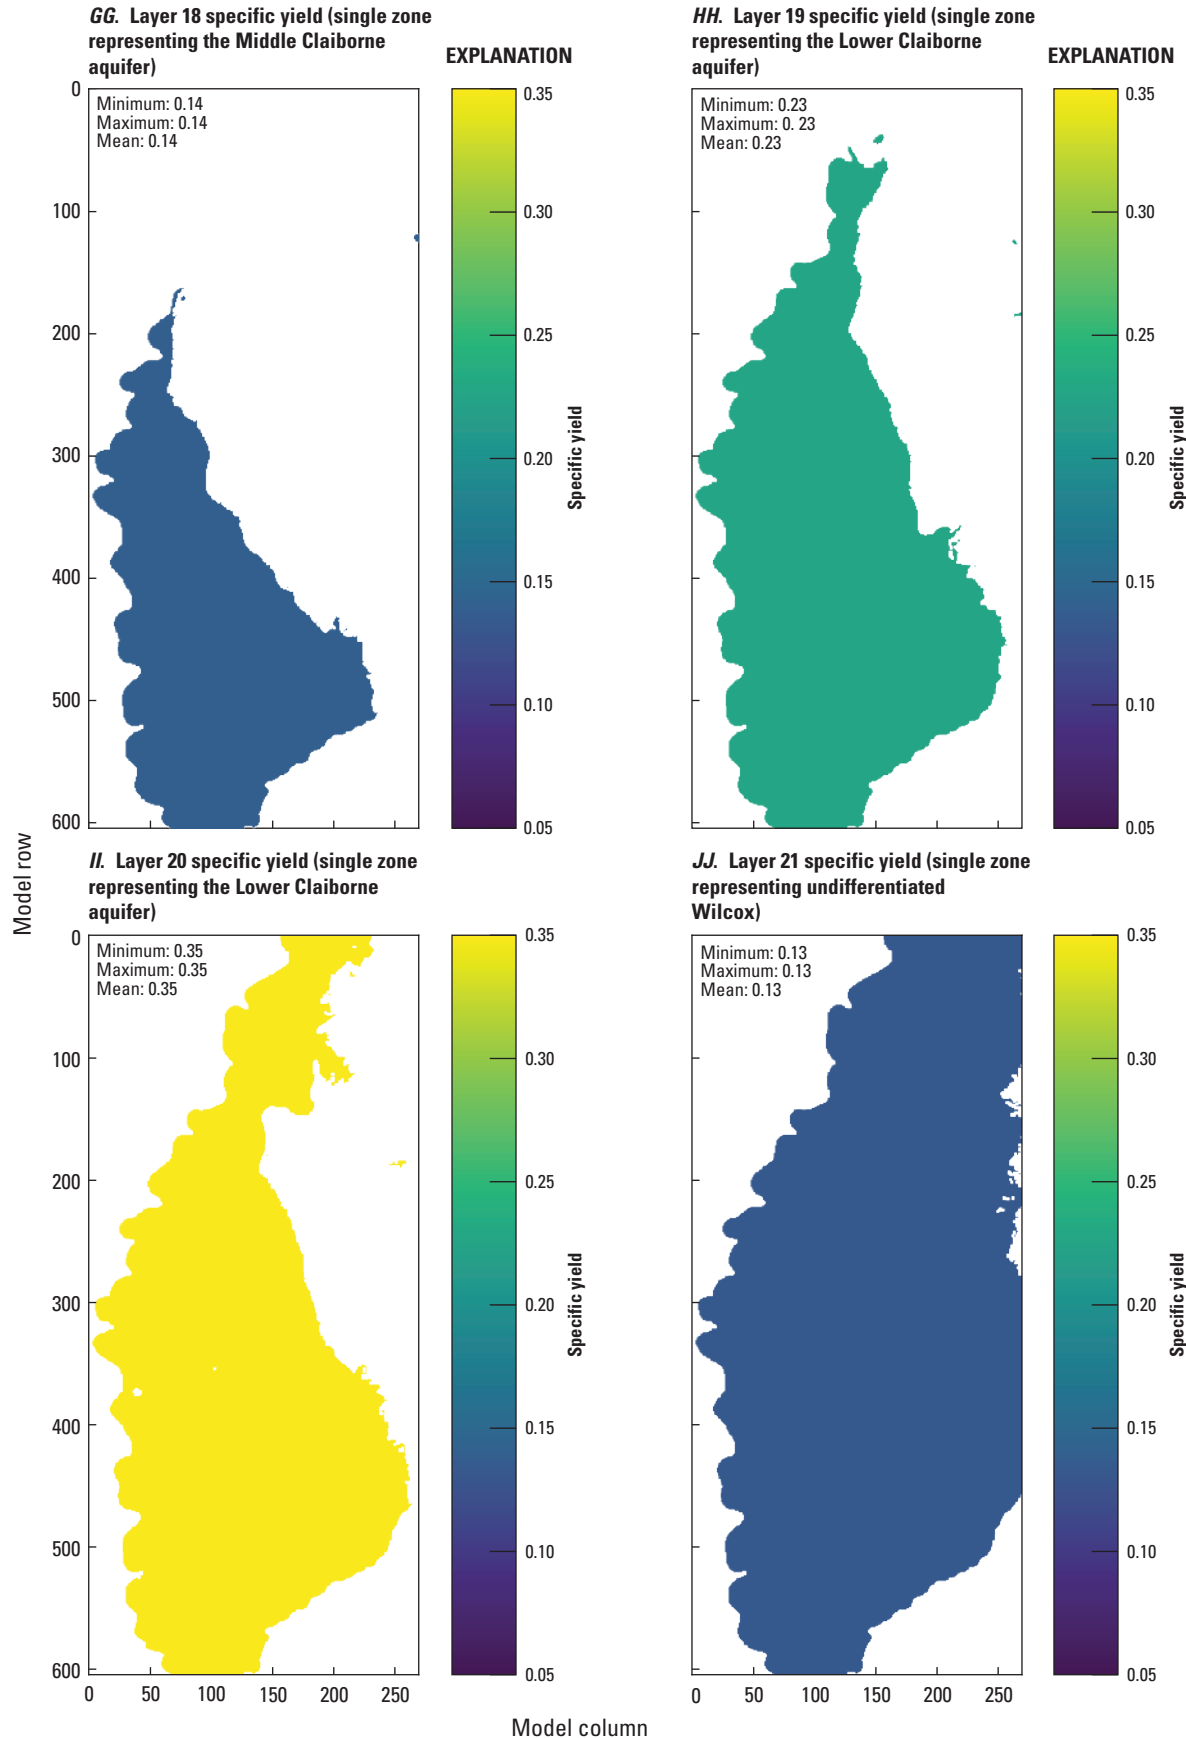 GG. Layer 18 specific yield (single zone
representing the Middle Claiborne
aquifer)
EXPLANATION
Minimum: 0.14
Maximum: 0.14
Mean: 0.14
0
100
200
300
400
500
600
0.35
0.30
0.25
0.20
0.15
0.10
0.05
Specific yield
HH. Layer 19 specific yield (single zone
representing the Lower Claiborne
aquifer)
EXPLANATION
Minimum: 0.23
Maximum: 0. 23
Mean: 0.23
0.35
0.30
0.25
0.20
0.15
0.10
0.05
Specific yield
Model row
II. Layer 20 specific yield (single zone
representing the Lower Claiborne
aquifer)
Minimum: 0.35
Maximum: 0.35
Mean: 0.35
0
100
200
300
400
500
600
0 50 100 150 200 250
0.35
0.30
0.25
0.20
0.15
0.10
0.05
Specific yield
JJ. Layer 21 specific yield (single zone
representing undifferentiated
Wilcox)
Minimum: 0.13
Maximum: 0.13
Mean: 0.13
0 50 100 150 200 250
0.35
0.30
0.25
0.20
0.15
0.10
0.05
Specific yield
Model column